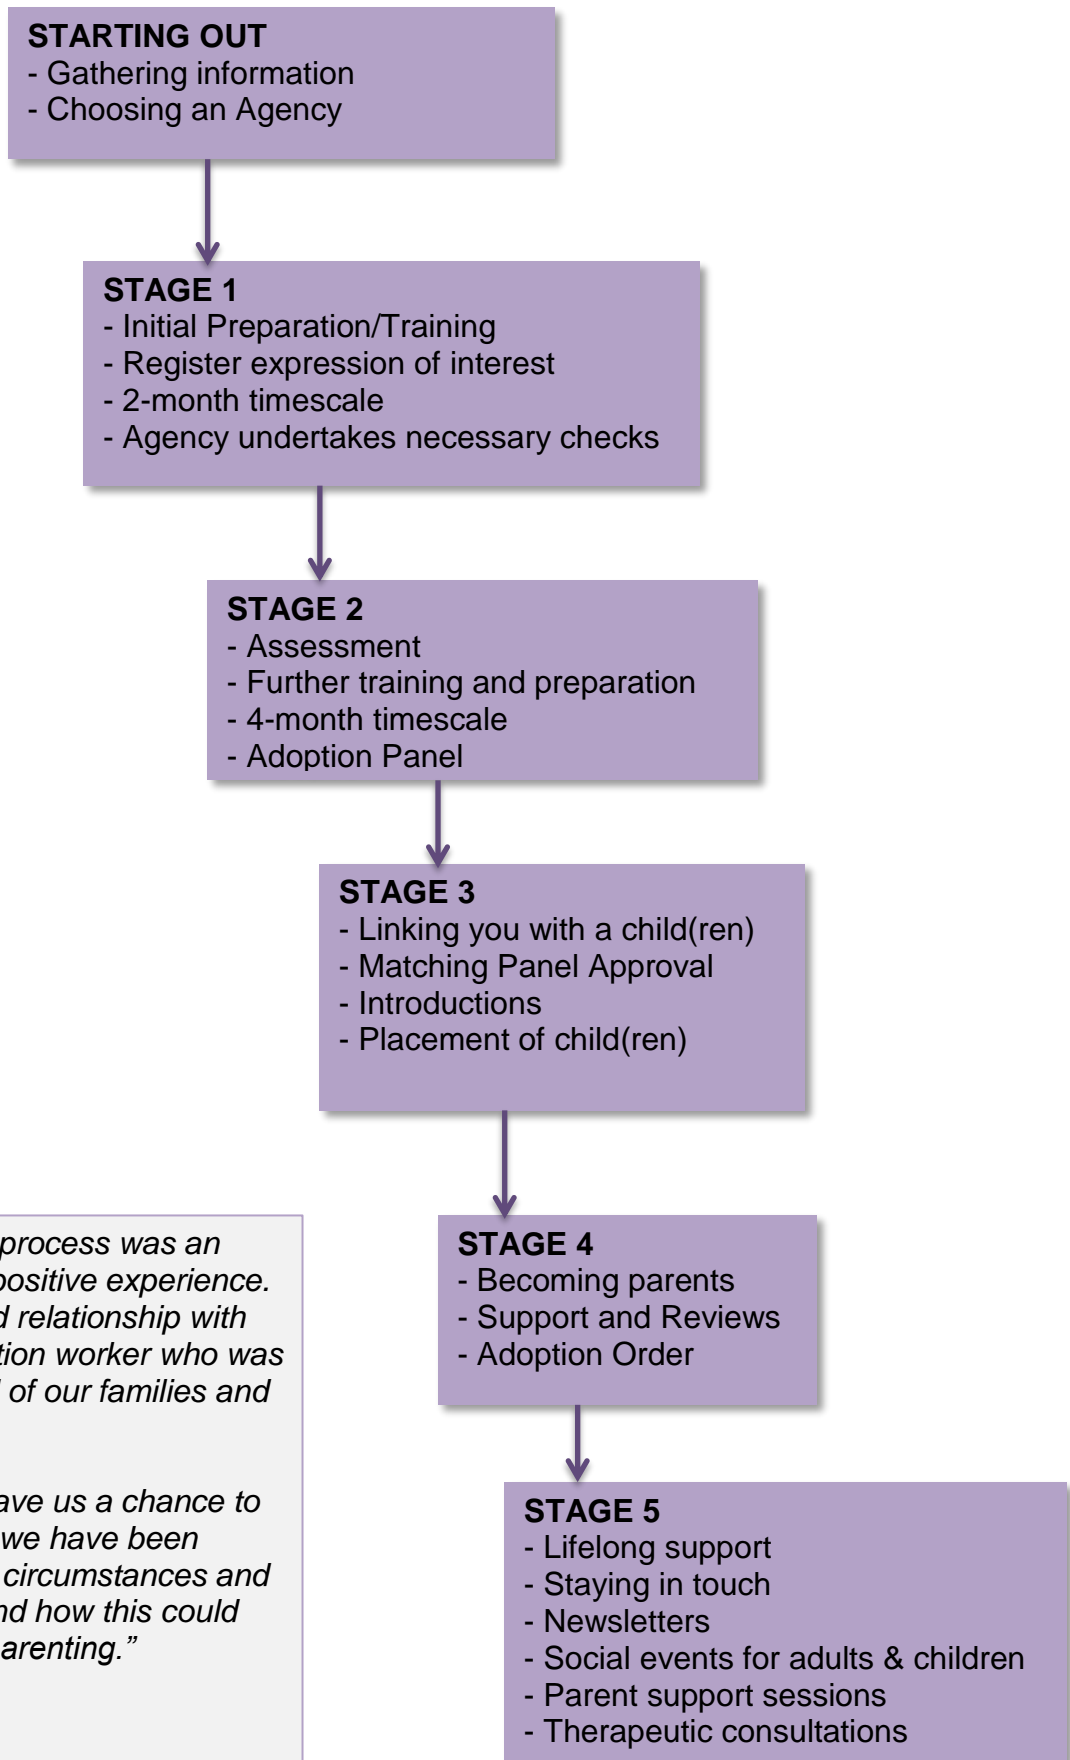 STARTING OUT
- Gathering information
- Choosing an Agency
STAGE 1
- Initial Preparation/Training
- Register expression of interest
- 2-month timescale
- Agency undertakes necessary checks
STAGE 2
- Assessment
- Further training and preparation
- 4-month timescale
- Adoption Panel
STAGE 3
- Linking you with a child(ren)
- Matching Panel Approval
- Introductions
- Placement of child(ren)
process was an
positive experience.
relationship with
worker who was
of our families and
us a chance to
we have been
circumstances and
how this could
STAGE 4
- Becoming parents
- Support and Reviews
- Adoption Order
STAGE 5
- Lifelong support
- Staying in touch
- Newsletters
- Social events for adults & children
- Parent support sessions
- Therapeutic consultations